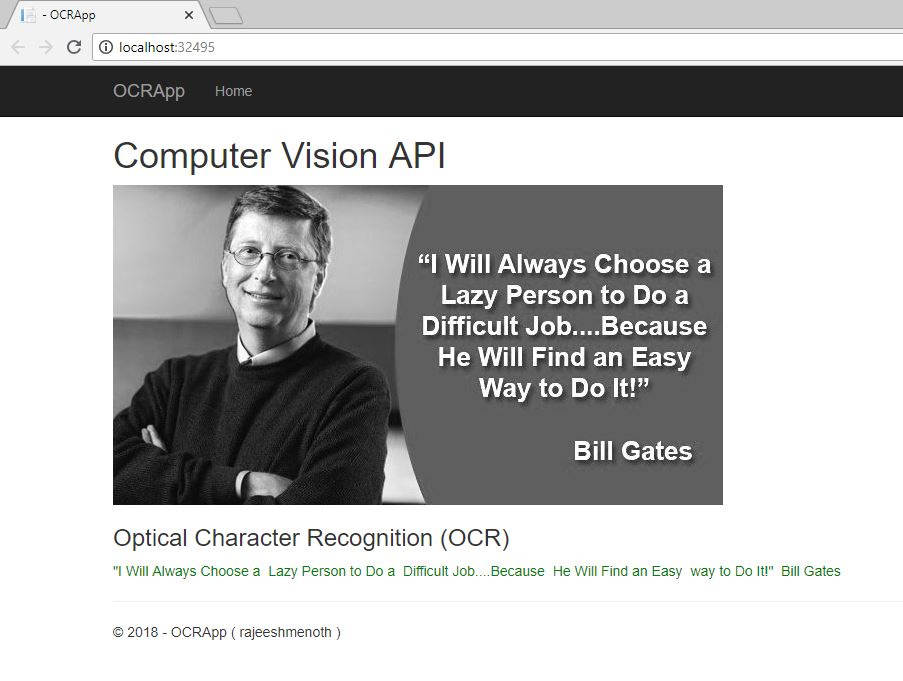 - OCRApp
localhost:32495
OCRApp Home
Computer Vision API
“I Will Always Choose a
Lazy Person to Do a
Difficult Job....Because
He Will Find an Easy
Way to Do It!”
Bill Gates
Optical Character Recognition (OCR)
"I Will Always Choose a  Lazy Person to Do a  Difficult Job....Because  He Will Find an Easy  way to Do It!"  Bill Gates
© 2018 - OCRApp ( rajeeshmenoth )